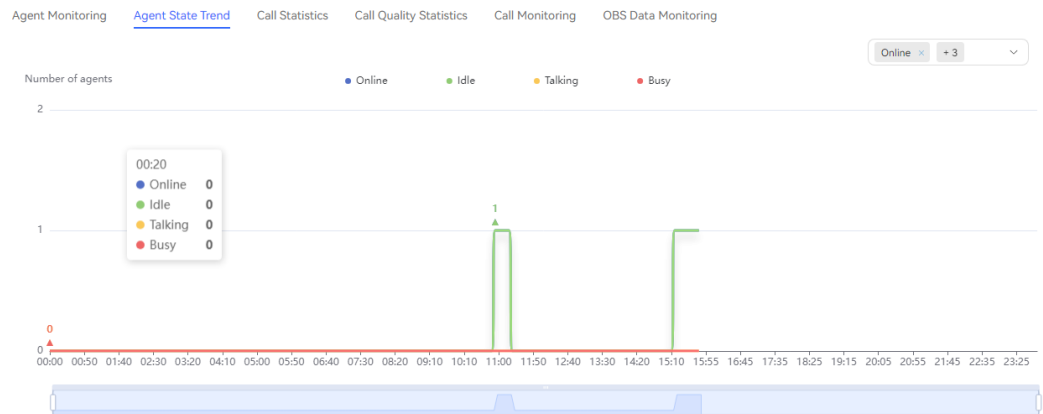 Agent Monitoring Agent State Trend Call Statistics Call Quality Statistics Call Monitoring OBS Data Monitoring
Online × + 3
Number of agents
Online Idle Talking Busy
2
00:20
Online 0
Idle 0
Talking 0
Busy 0
1
1
0
0
00:00 00:50 01:40 02:30 03:20 04:10 05:00 05:50 06:40 07:30 08:20 09:10 10:10 11:00 11:50 12:40 13:30 14:20 15:10 15:55 16:45 17:35 18:25 19:15 20:05 20:55 21:45 22:35 23:25